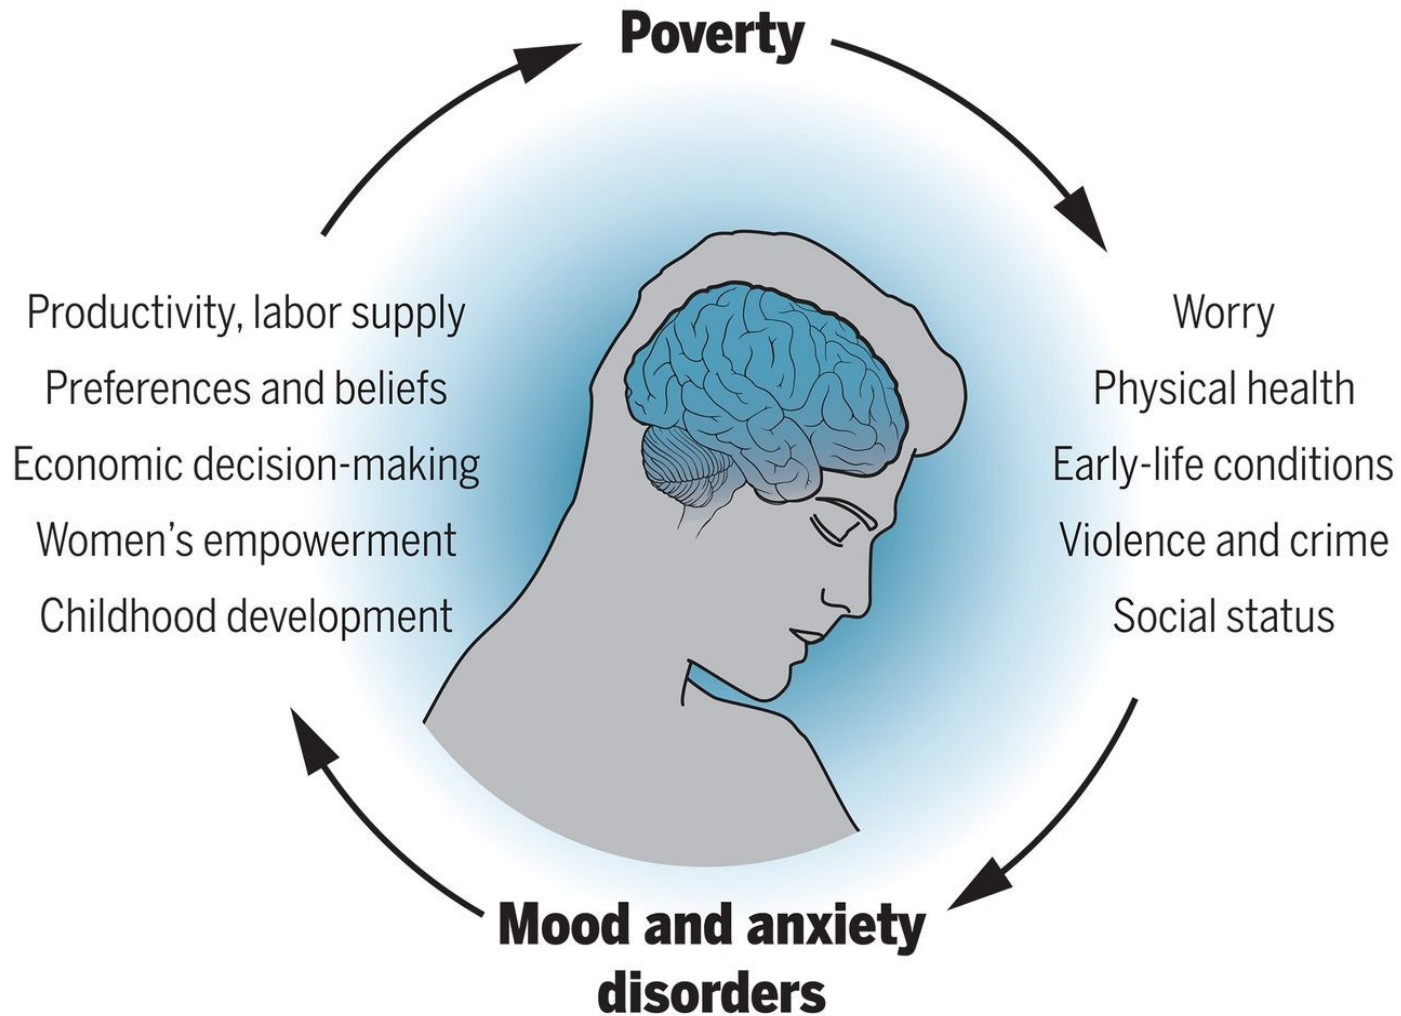 Poverty
Productivity, labor supply
Preferences and beliefs
Economic decision-making
Women’s empowerment
Childhood development
Worry
Physical health
Early-life conditions
Violence and crime
Social status
Mood and anxiety
disorders